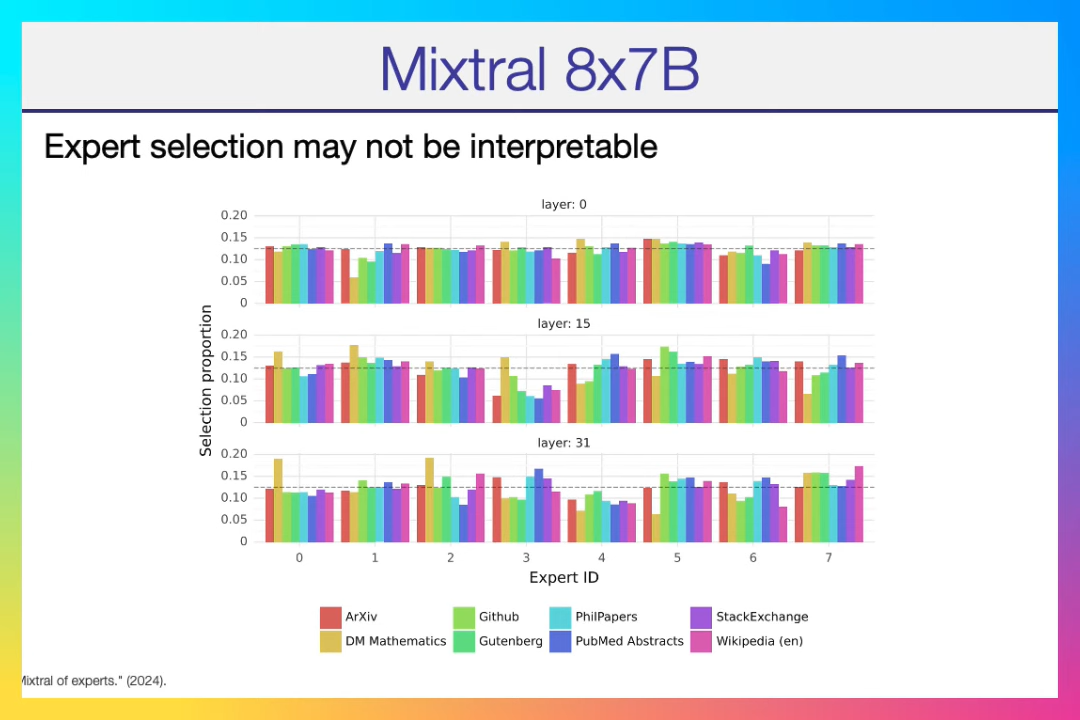 Mixtral 8x7B
Expert selection may not be interpretable
layer: 0
0.20
0.15
0.10
0.05
0
layer: 15
0.20
0.15
0.10
0.05
0
layer: 31
0.20
0.15
0.10
0.05
0
Selection proportion
0 1 2 3 4 5 6 7
Expert ID
ArXiv Github PhilPapers StackExchange
DM Mathematics Gutenberg PubMed Abstracts Wikipedia (en)
Mixtral of experts." (2024).